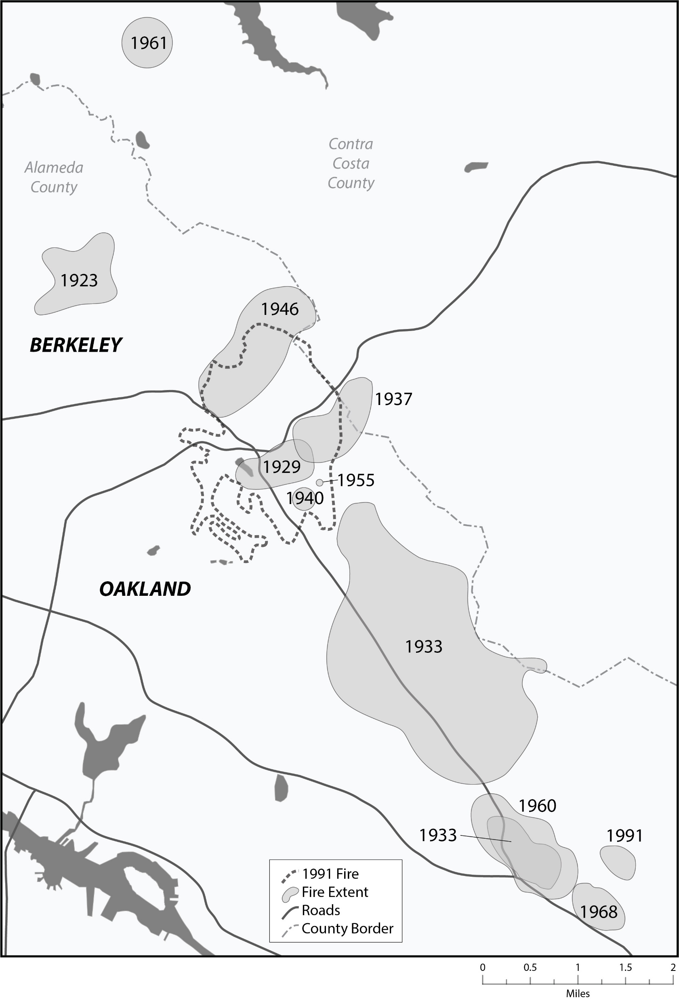 1961
Contra
Costa
County
Alameda
County
1923
1946
BERKELEY
1937
1929
1955
1940
OAKLAND
1933
1960
1933
1991
1968
1991 Fire
Fire Extent
Roads
County Border
0 0.5 1 1.5 2
Miles